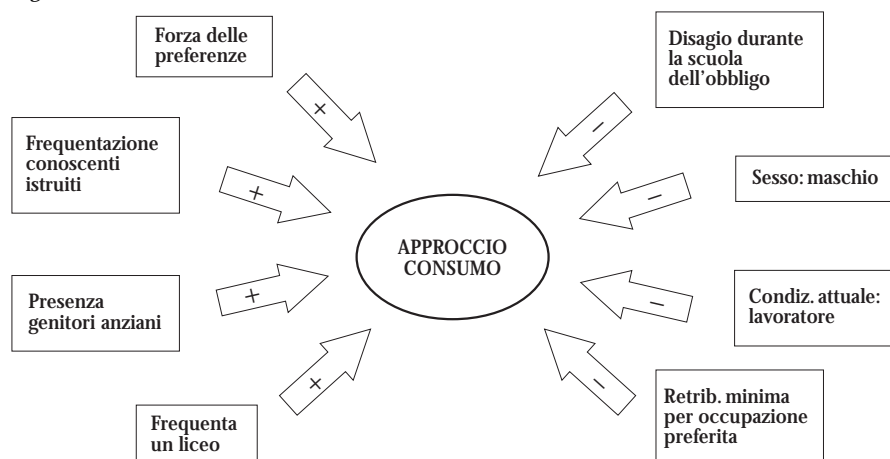 Forza delle
preferenze
Disagio durante
la scuola
dell'obbligo
+
−
Frequentazione
conoscenti
istruiti
+
−
Sesso: maschio
APPROCCIO
CONSUMO
Presenza
genitori anziani
+
−
Condiz. attuale:
lavoratore
+
−
Frequenta
un liceo
Retrib. minima
per occupazione
preferita